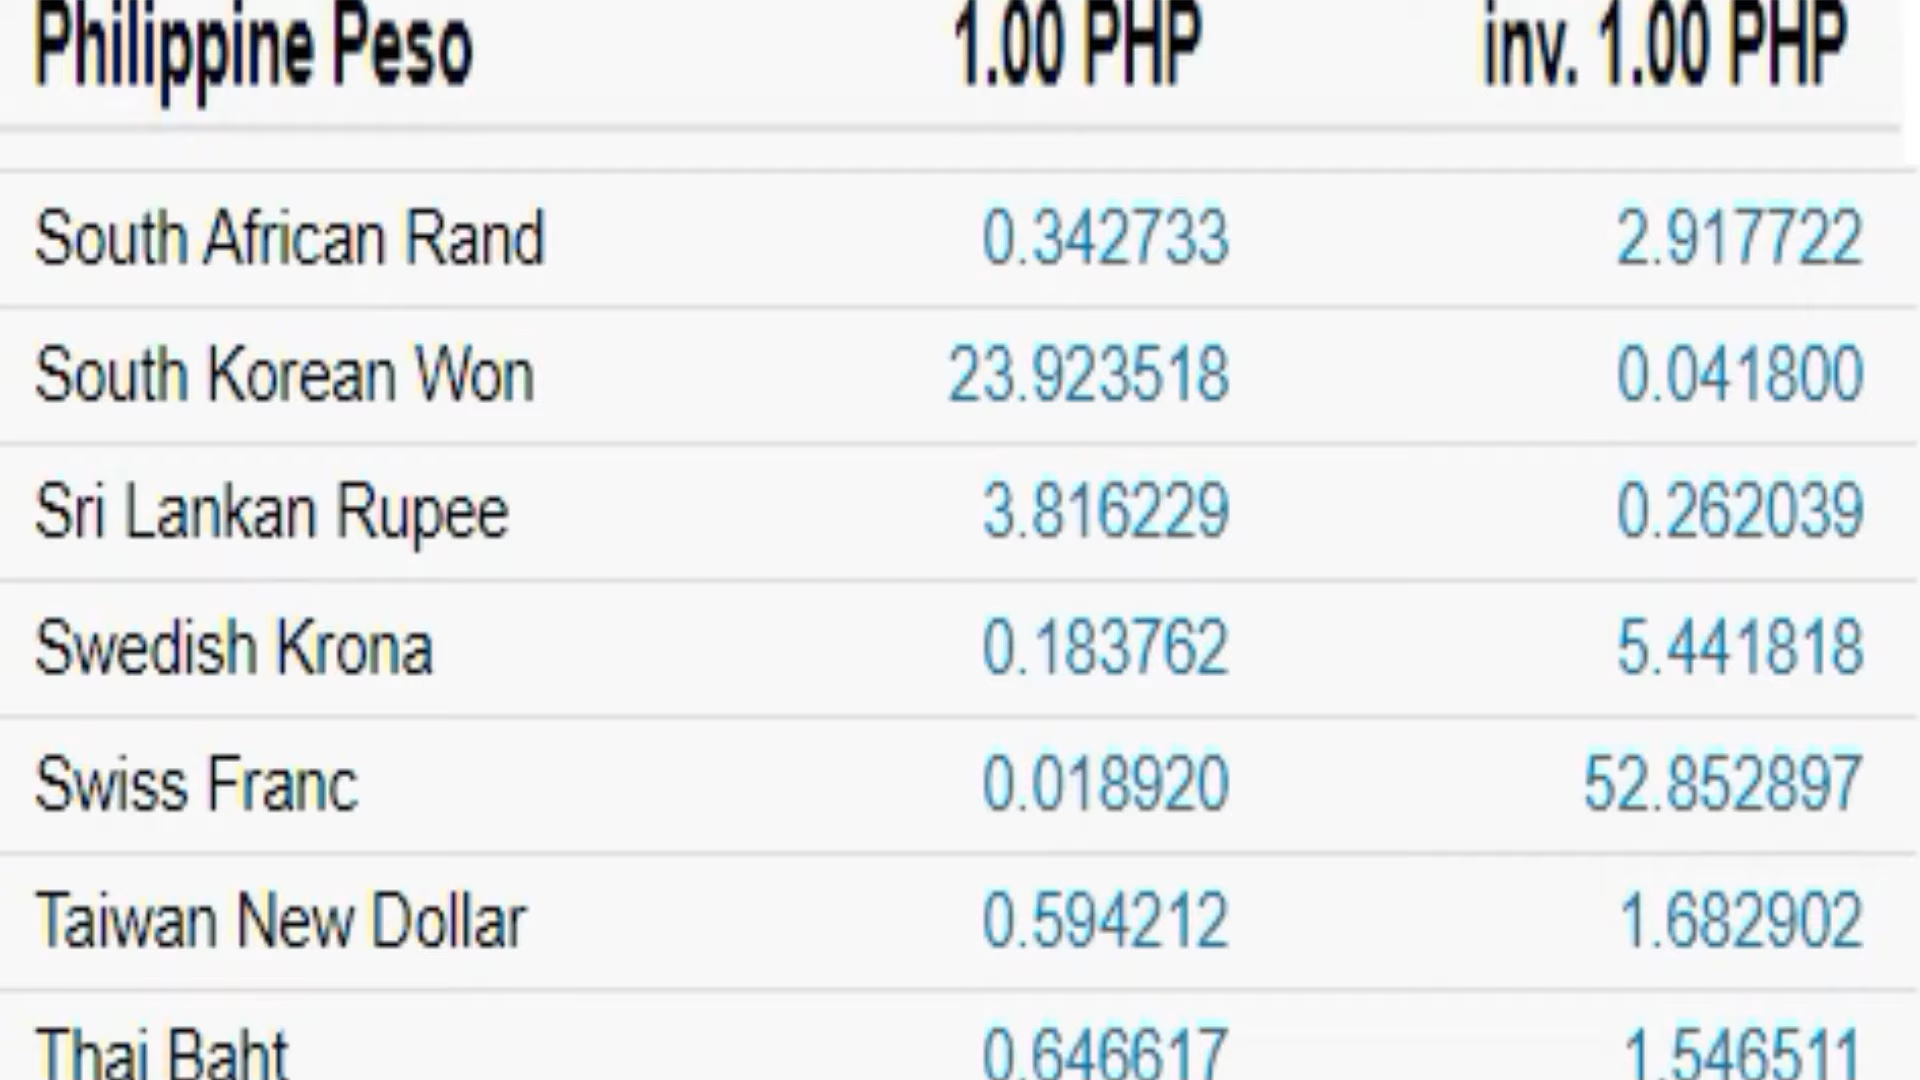 Philippine Peso 1.00 PHP inv. 1.00 PHP
South African Rand 0.342733 2.917722
South Korean Won 23.923518 0.041800
Sri Lankan Rupee 3.816229 0.262039
Swedish Krona 0.183762 5.441818
Swiss Franc 0.018920 52.852897
Taiwan New Dollar 0.594212 1.682902
Thai Baht 0.646617 1.546511